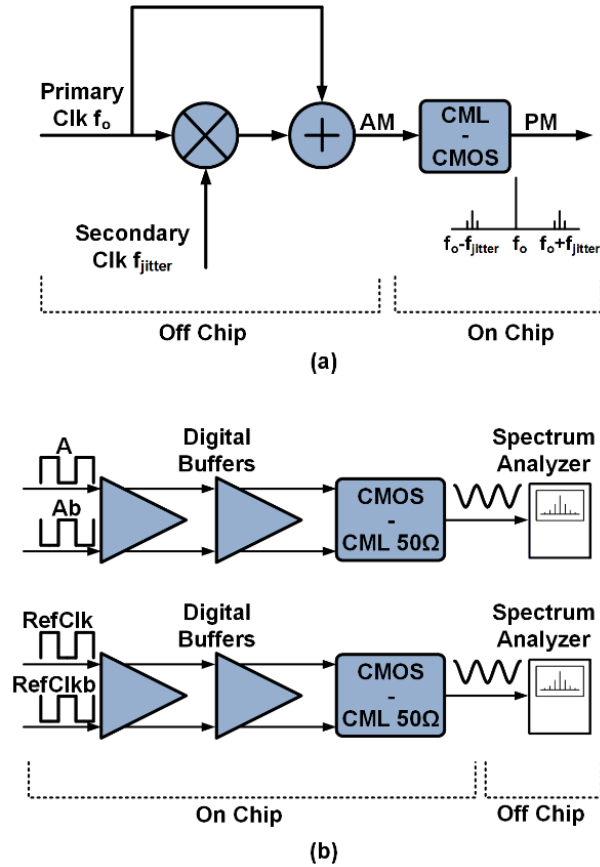 Primary
Clk fo
AM
CML
-
CMOS
PM
Secondary
Clk fjitter
fo-fjitter
fo
fo+fjitter
Off Chip
On Chip
(a)
A
Ab
Digital
Buffers
CMOS
-
CML 50Ω
Spectrum
Analyzer
RefClk
RefClkb
Digital
Buffers
CMOS
-
CML 50Ω
Spectrum
Analyzer
On Chip
Off Chip
(b)